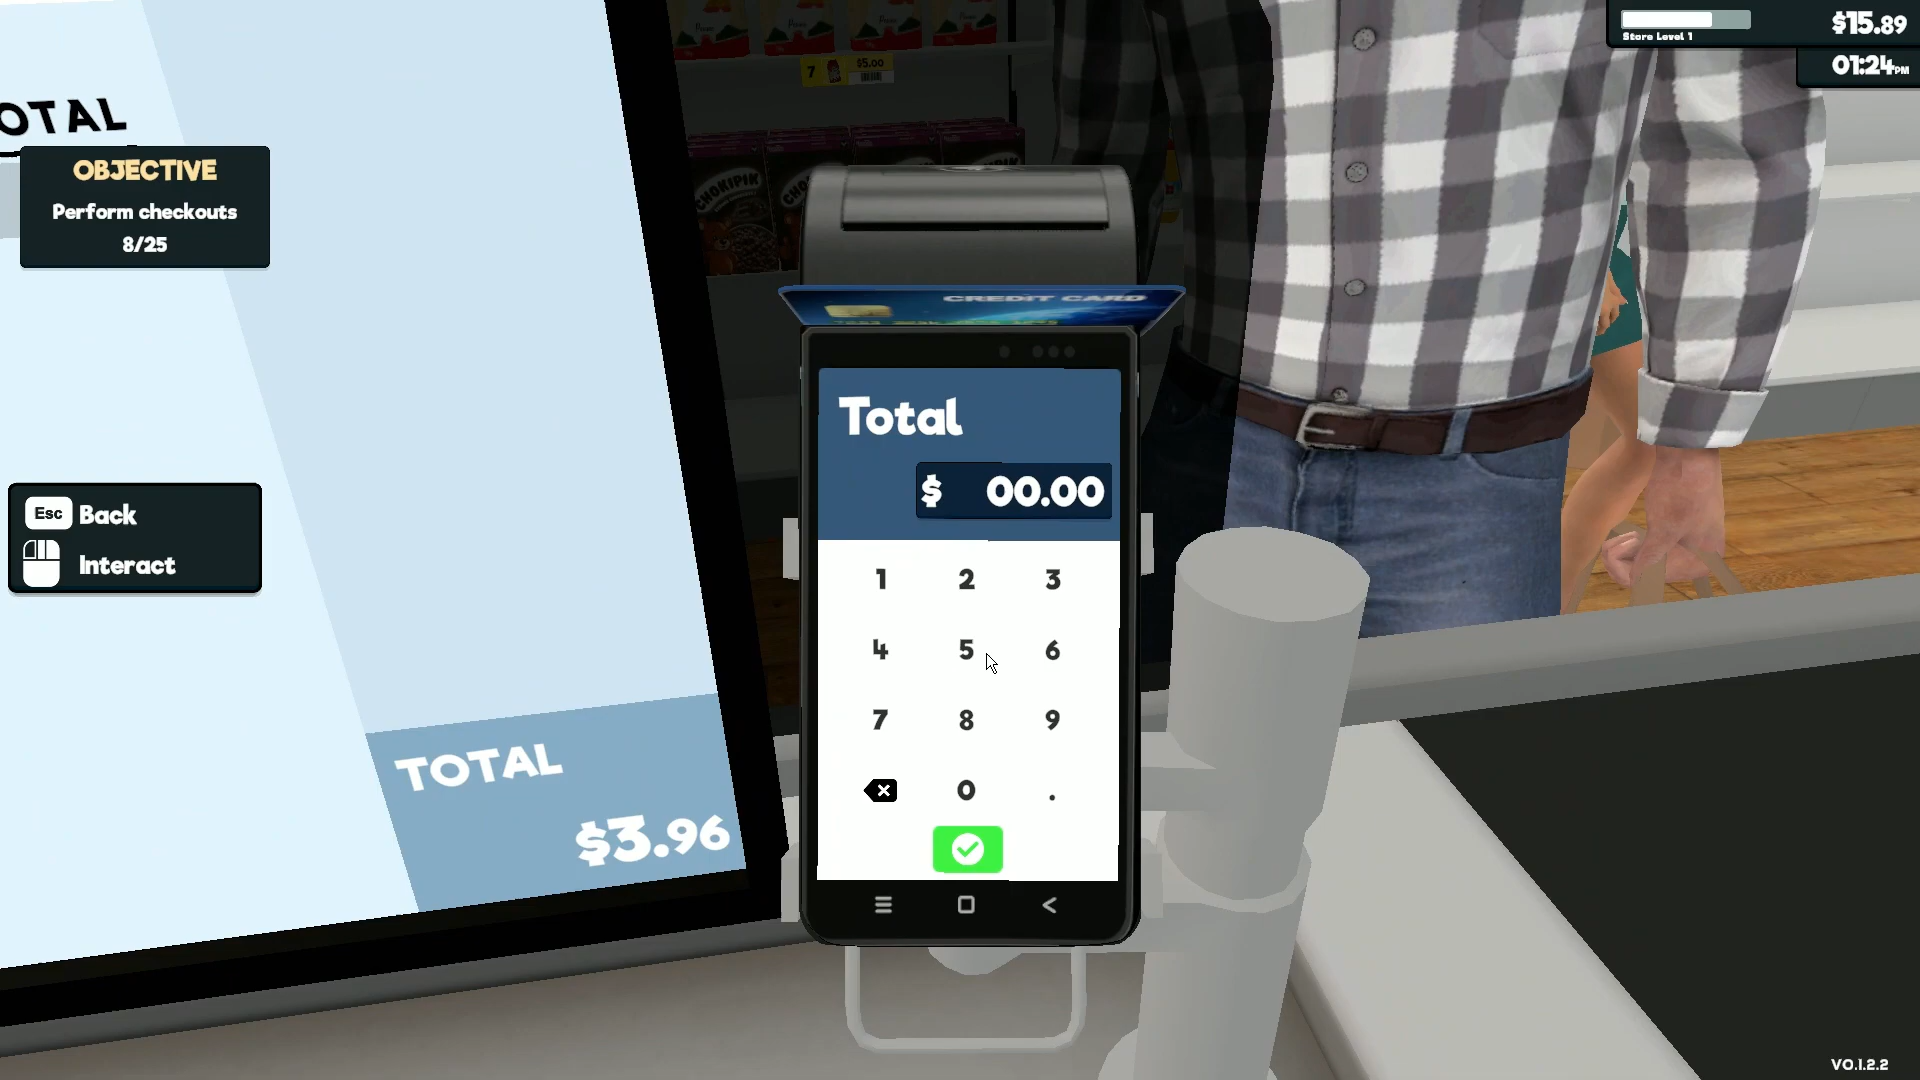 Store Level 1
$15.89
01:24PM
7
$5.00
OTAL
OBJECTIVE
Perform checkouts
8/25
CHOKIPIK
CREDIT CARD
Total
$ 00.00
1 2 3
4 5 6
7 8 9
0 .
Esc Back
Interact
TOTAL
$3.96
V0.1.2.2